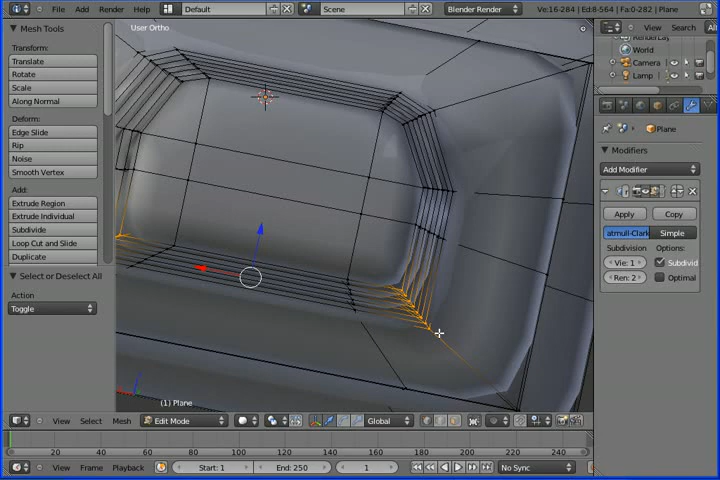 File Add Render Window Help Default Scene Blender Render Ve:16-284 | Ed:8-564 | Fa:0-282 | Plane
Mesh Tools
User Ortho
View Search All
Transform:
Translate
Rotate
Scale
Along Normal
World
Camera
Lamp
Deform:
Edge Slide
Rip
Noise
Smooth Vertex
Plane
Modifiers
Add Modifier
Add:
Extrude Region
Extrude Individual
Subdivide
Loop Cut and Slide
Duplicate
Apply Copy
atmull-Clark Simple
Subdivision Options:
Vie: 1 Subdivid
Ren: 2 Optimal
Select or Deselect All
Action
Toggle
(1) Plane
View Select Mesh Edit Mode Global
20 40 60 80 100 120 140 160 180 200 220 240
View Frame Playback Start: 1 End: 250 1 No Sync